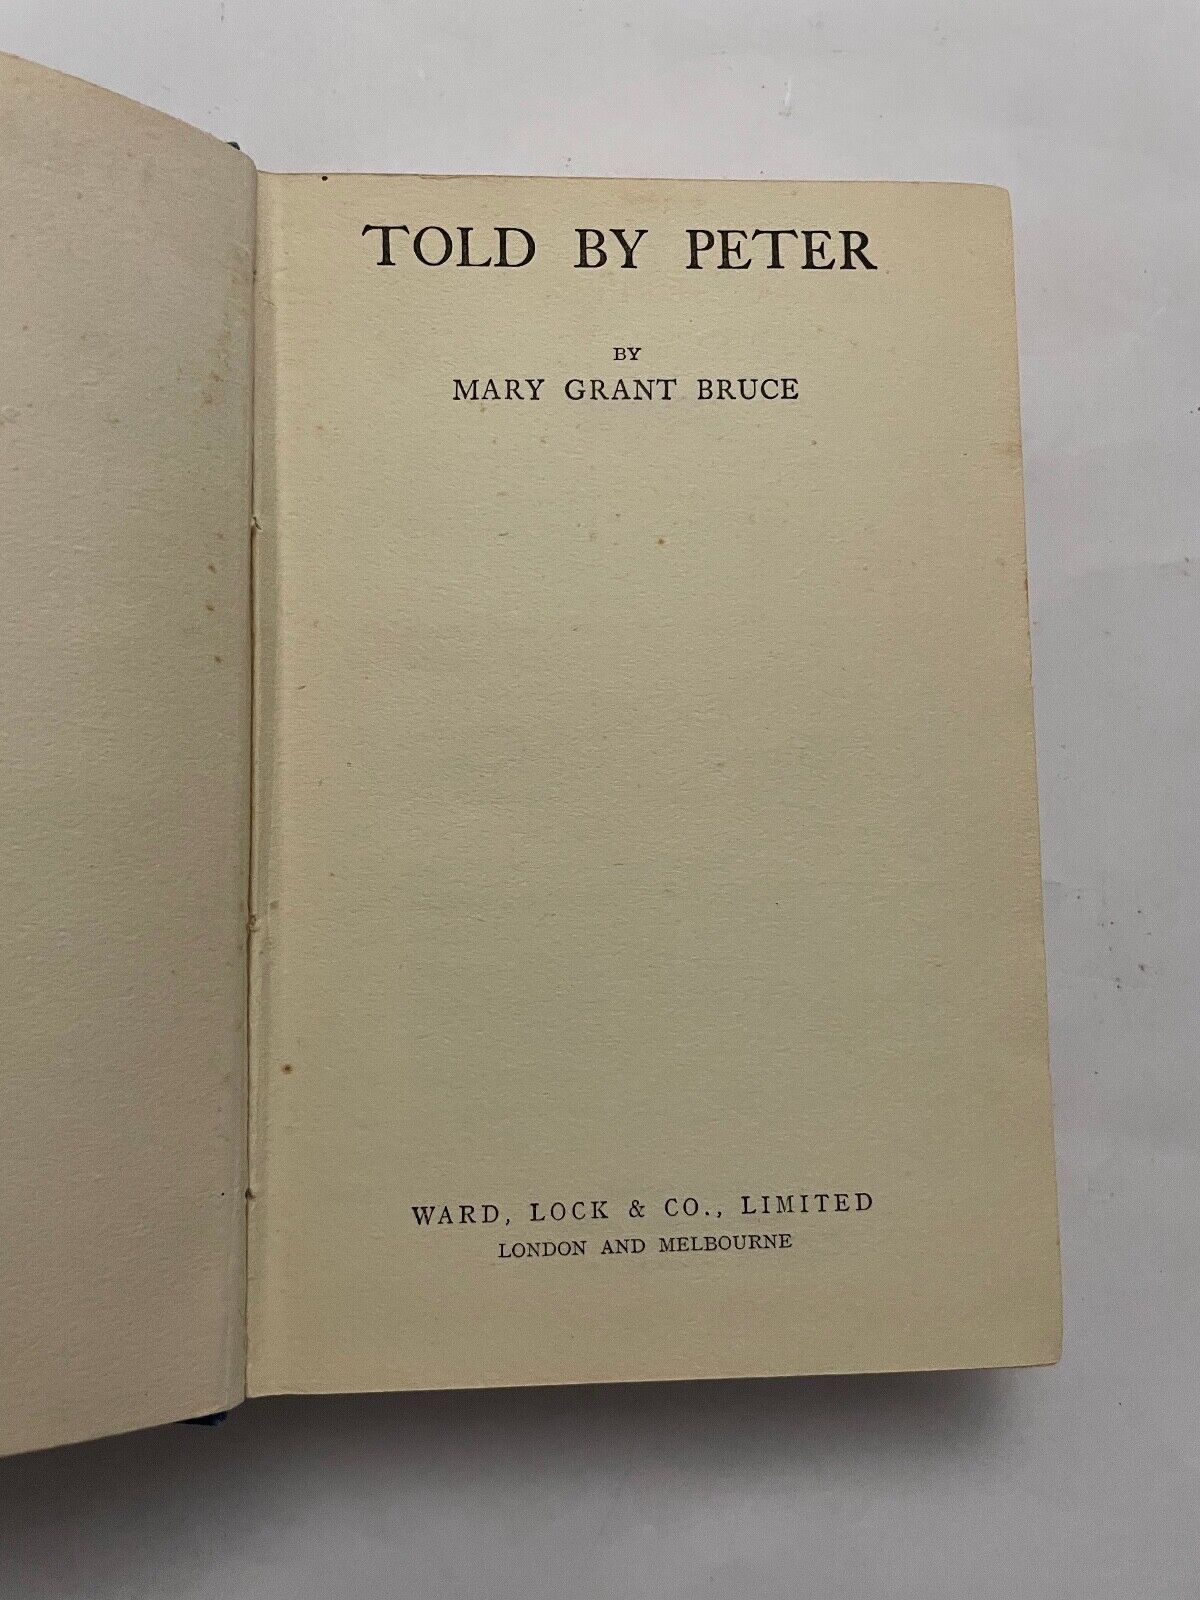 TOLD BY PETER
BY
MARY GRANT BRUCE
WARD, LOCK & CO., LIMITED
LONDON AND MELBOURNE